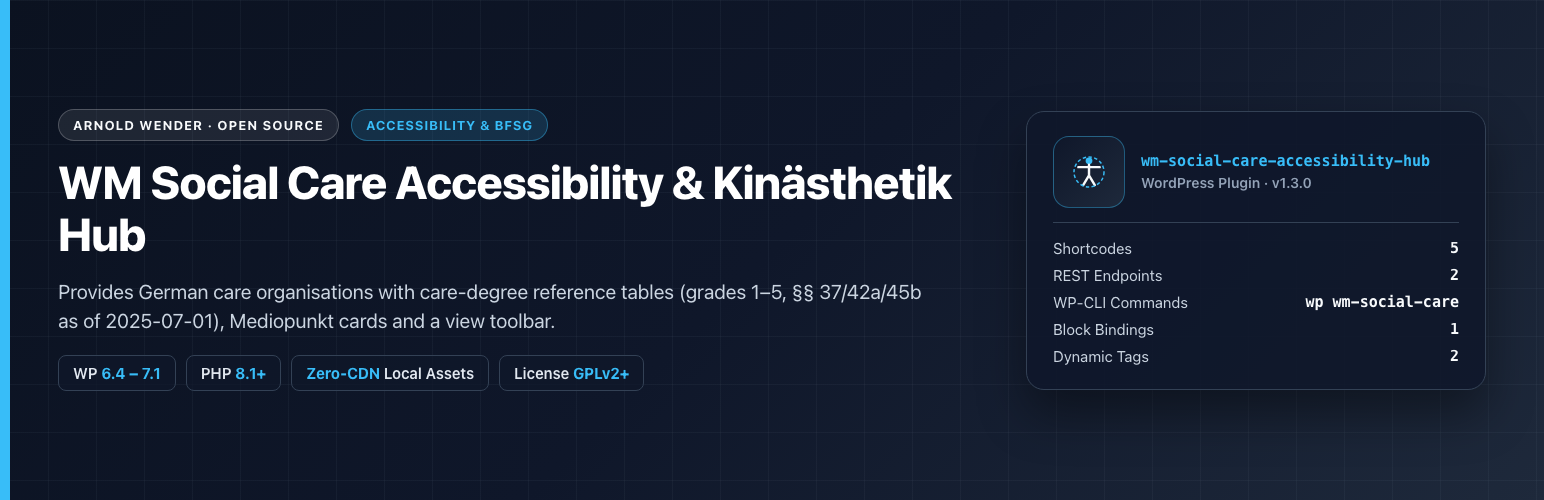 ARNOLD WENDER · OPEN SOURCE
ACCESSIBILITY & BFSG
WM Social Care Accessibility & Kinästhetik
Hub
Provides German care organisations with care-degree reference tables (grades 1–5, §§ 37/42a/45b
as of 2025-07-01), Mediopunkt cards and a view toolbar.
WP 6.4 – 7.1
PHP 8.1+
Zero-CDN Local Assets
License GPLv2+
wm-social-care-accessibility-hub
WordPress Plugin · v1.3.0
Shortcodes 5
REST Endpoints 2
WP-CLI Commands wp wm-social-care
Block Bindings 1
Dynamic Tags 2